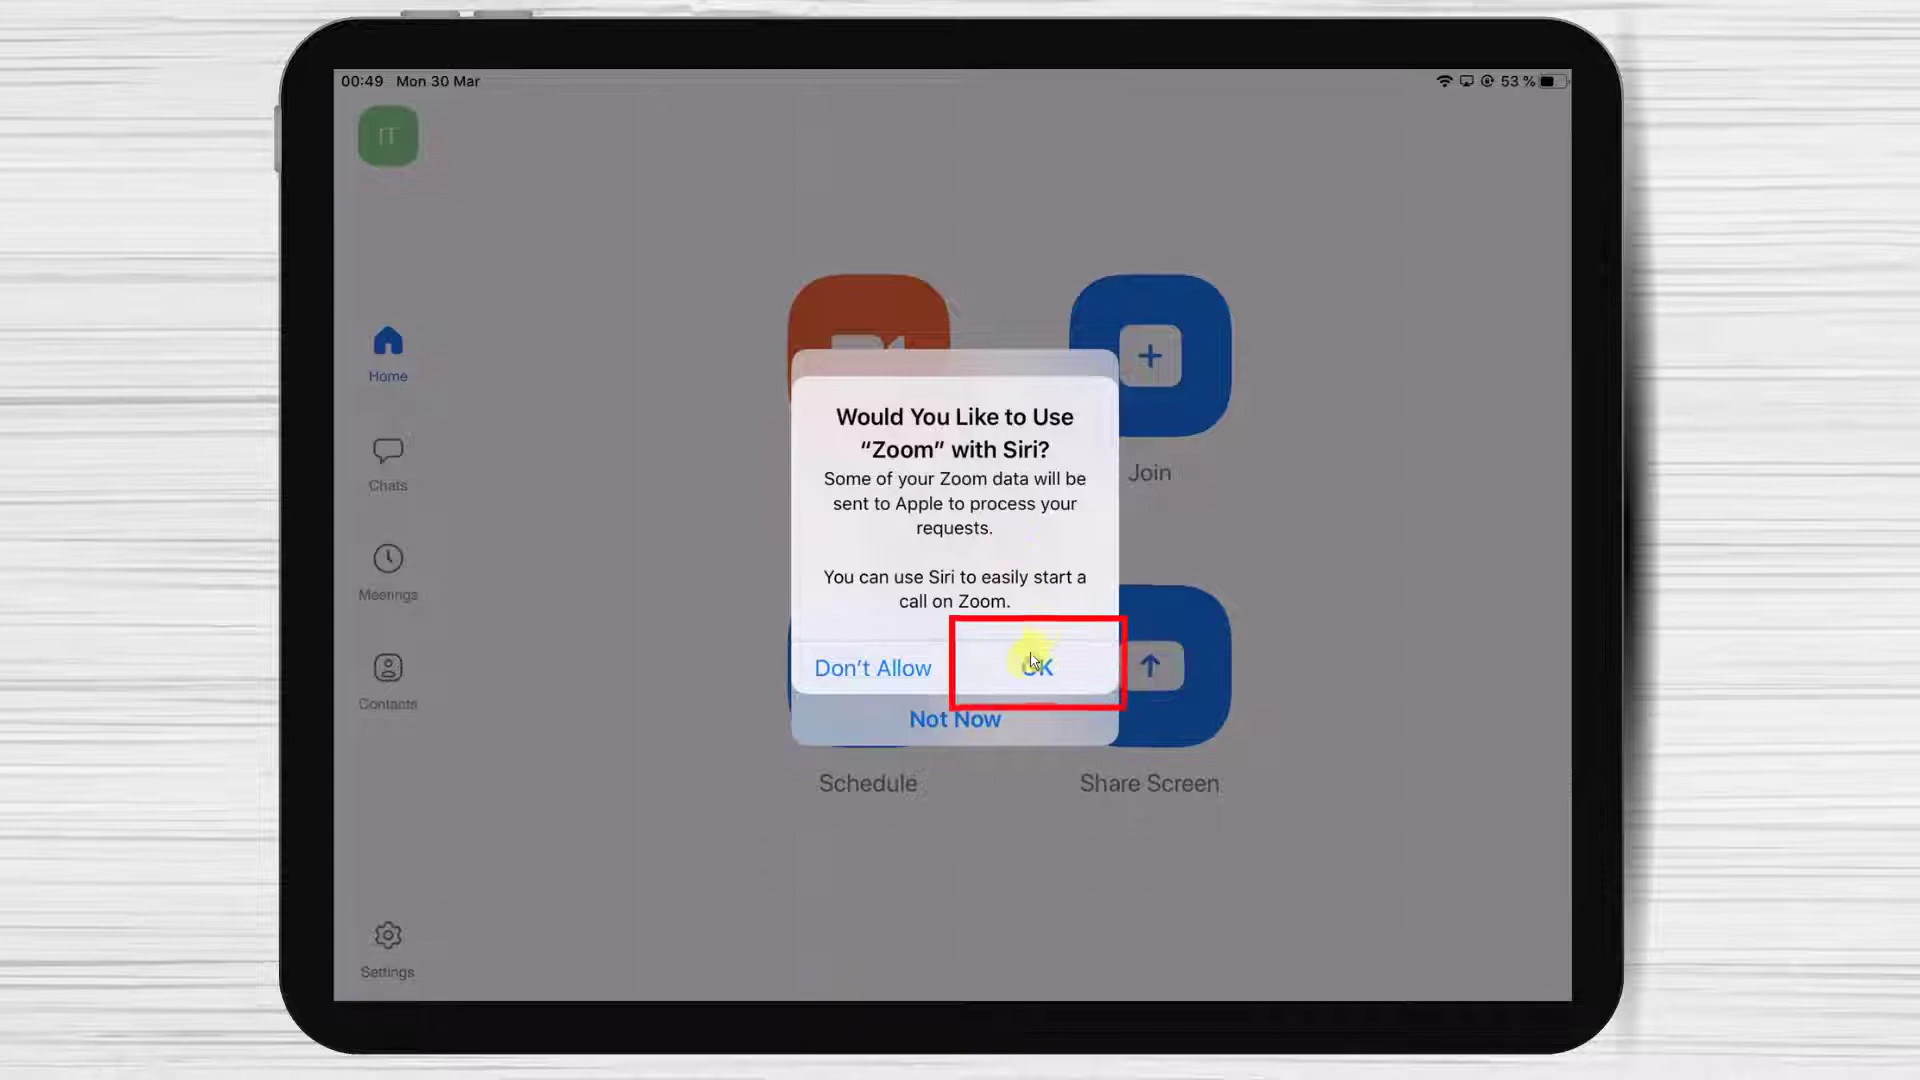 00:49 Mon 30 Mar
53 %
IT
Home
Chats
Meetings
Contacts
Settings
Would You Like to Use
“Zoom” with Siri?
Some of your Zoom data will be
sent to Apple to process your
requests.
You can use Siri to easily start a
call on Zoom.
Don’t Allow
OK
Not Now
Join
Schedule
Share Screen